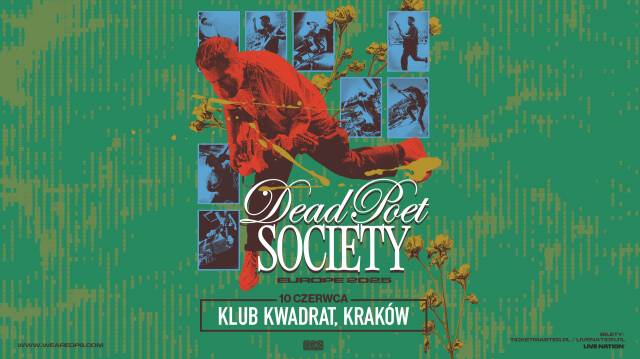 Dead Poet
SOCIETY
EUROPE 2025
10 CZERWCA
KLUB KWADRAT, KRAKÓW
WWW.WEAREDPS.COM
DPS
BILETY:
TICKETMASTER.PL / LIVENATION.PL
LIVE NATION